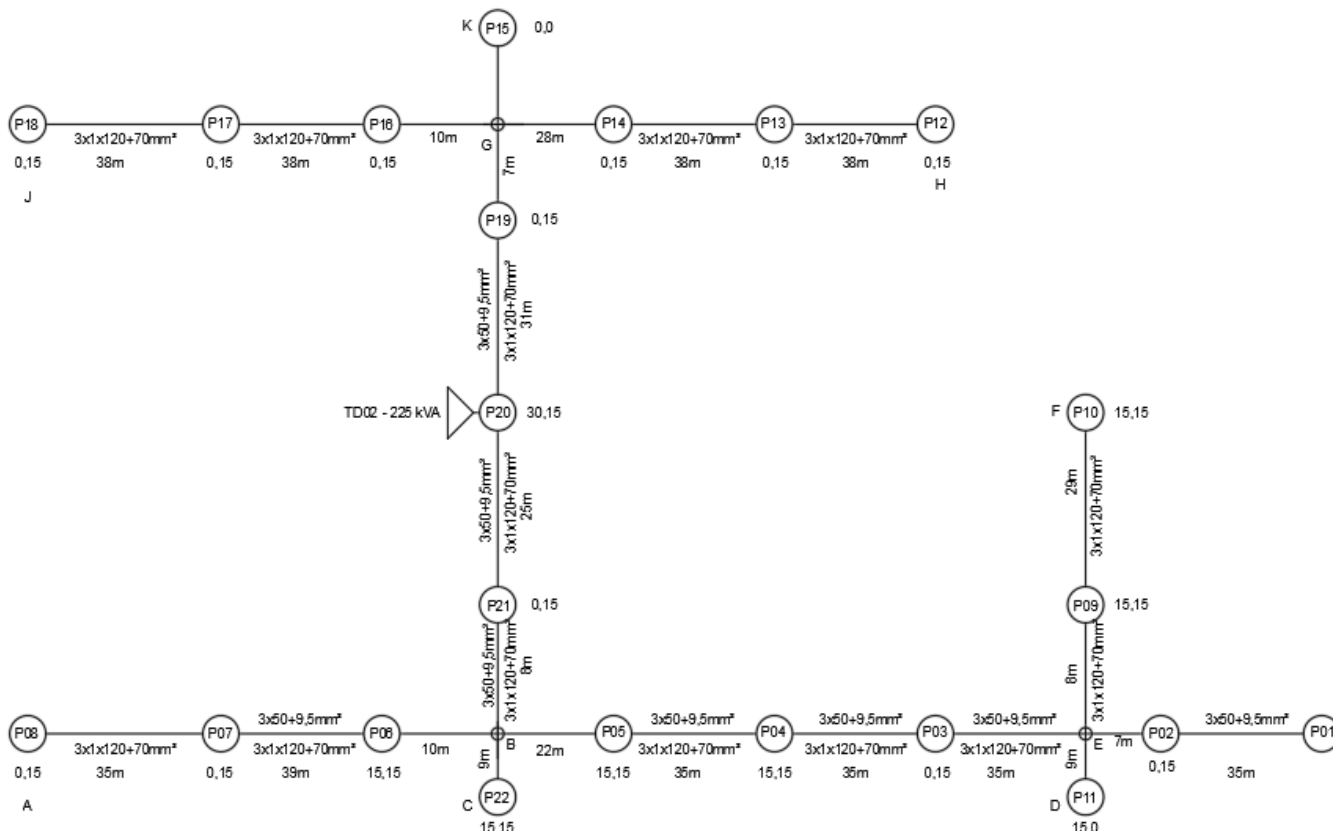 K P15 0,0
P18 3x1x120+70mm² P17 3x1x120+70mm² P16 10m 28m P14 3x1x120+70mm² P13 3x1x120+70mm² P12
G
0,15 38m 0,15 38m 0,15 0,15 38m 0,15 38m 0,15
7m
J H
P19 0,15
3x50+9,5mm²
3x1x120+70mm²
31m
TD02 - 225 kVA P20 30,15
F P10 15,15
3x50+9,5mm²
3x1x120+70mm²
25m
29m
3x1x120+70mm²
P21 0,15
P09 15,15
3x50+9,5mm²
3x1x120+70mm²
8m
8m
3x1x120+70mm²
3x50+9,5mm² 3x50+9,5mm² 3x50+9,5mm² 3x50+9,5mm² 3x50+9,5mm²
P08 P07 P06 B P05 P04 P03 E P02 P01
3x1x120+70mm² 3x1x120+70mm² 10m 22m 3x1x120+70mm² 3x1x120+70mm² 3x1x120+70mm² 7m
9m 9m
0,15 35m 0,15 39m 15,15 15,15 35m 15,15 35m 0,15 35m 0,15 35m
A C P22 D P11
15,15 15,0